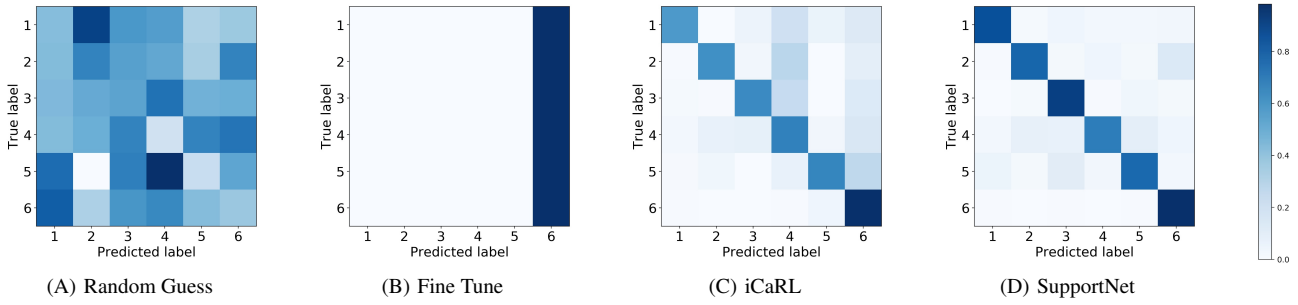 True label
1
2
3
4
5
6
1 2 3 4 5 6
Predicted label
(A) Random Guess
True label
1
2
3
4
5
6
1 2 3 4 5 6
Predicted label
(B) Fine Tune
True label
1
2
3
4
5
6
1 2 3 4 5 6
Predicted label
(C) iCaRL
True label
1
2
3
4
5
6
1 2 3 4 5 6
Predicted label
(D) SupportNet
0.8
0.6
0.4
0.2
0.0